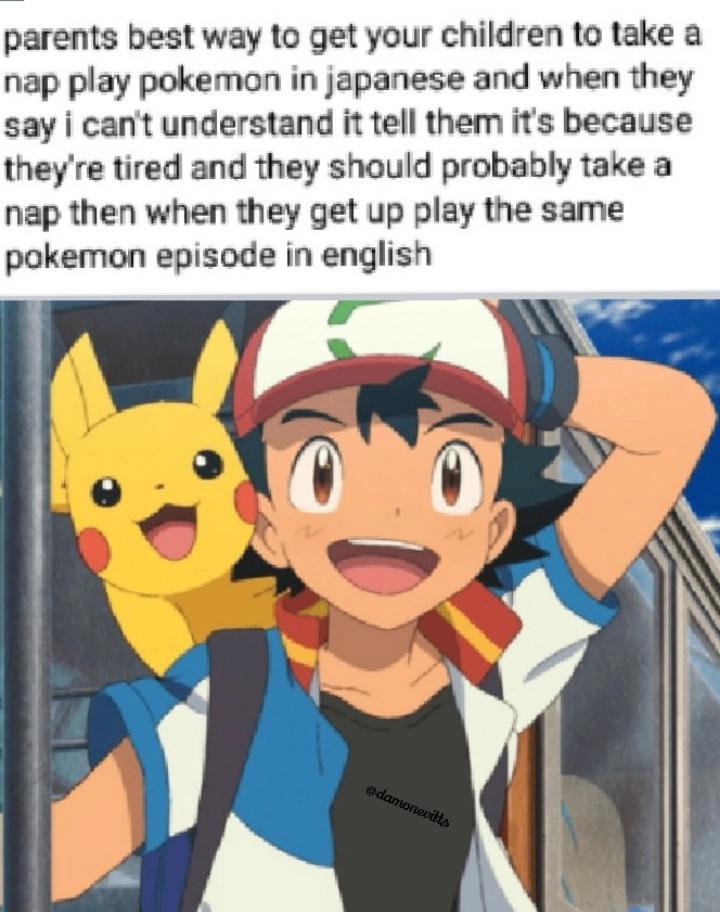 parents best way to get your children to take a
nap play pokemon in japanese and when they
say i can't understand it tell them it's because
they're tired and they should probably take a
nap then when they get up play the same
pokemon episode in english
@damonevitts